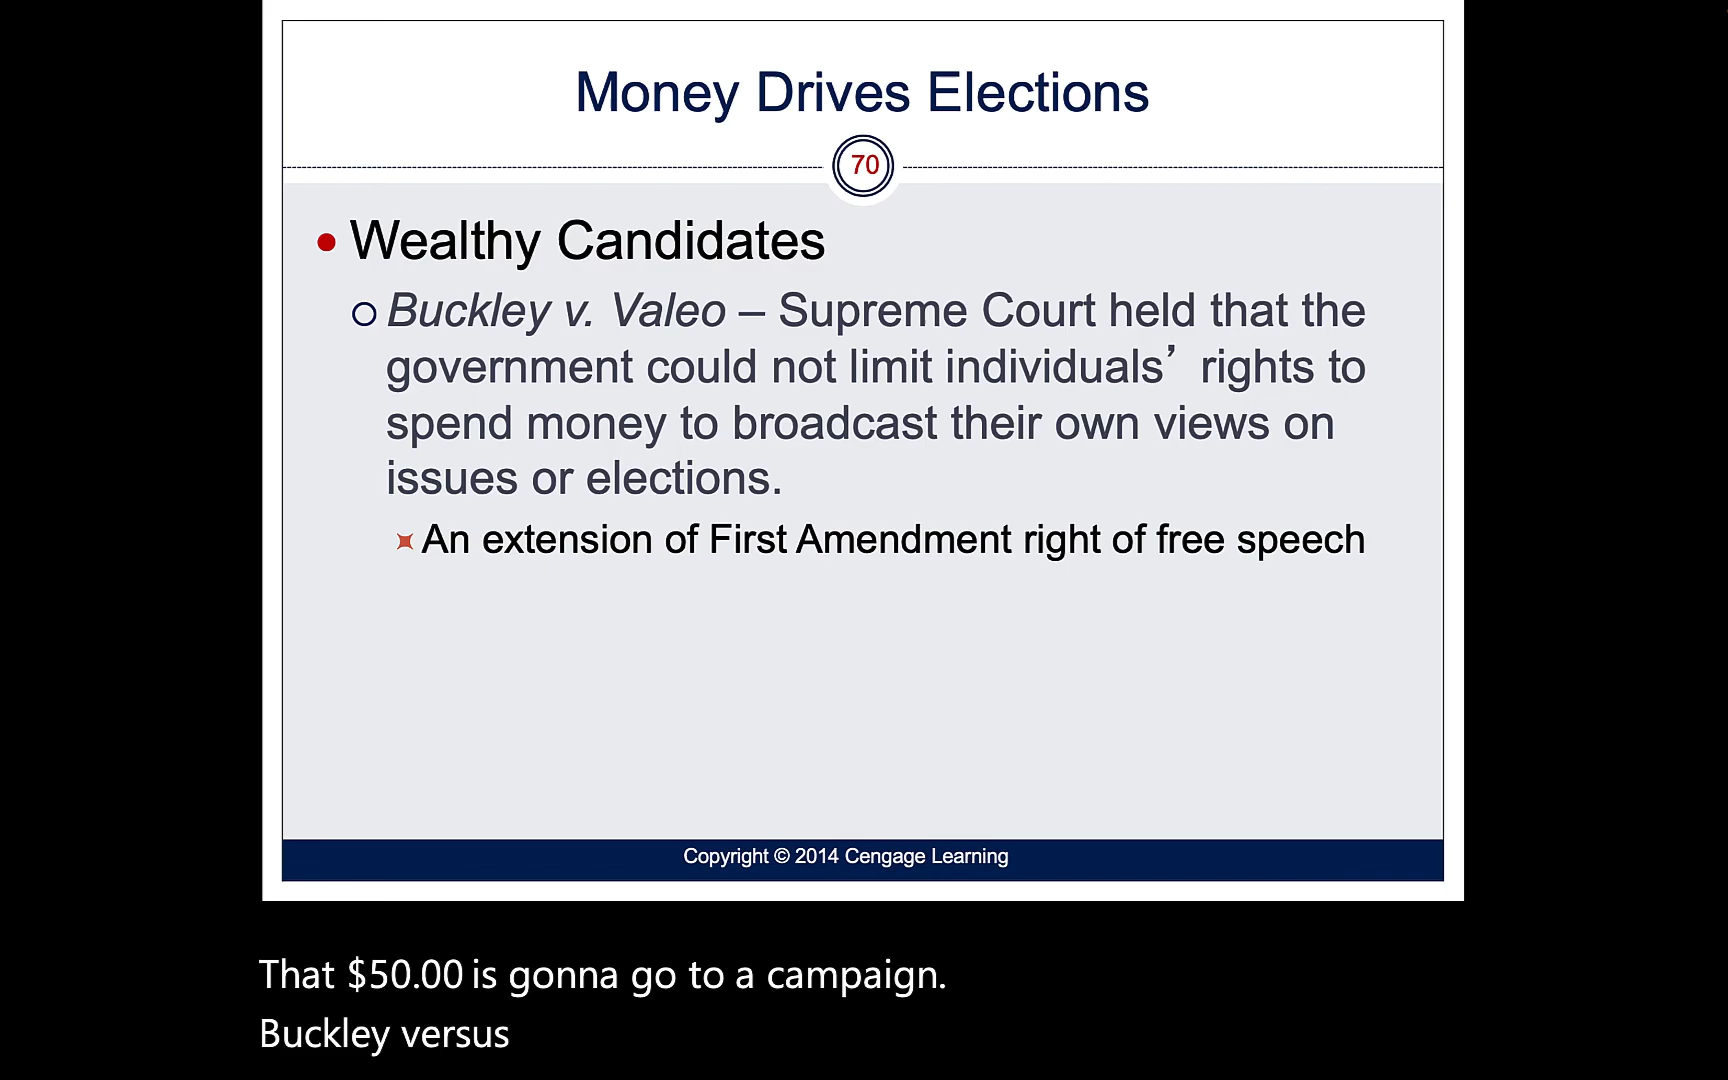 Money Drives Elections
70
Wealthy Candidates
Buckley v. Valeo – Supreme Court held that the
government could not limit individuals’ rights to
spend money to broadcast their own views on
issues or elections.
An extension of First Amendment right of free speech
Copyright © 2014 Cengage Learning
That $50.00 is gonna go to a campaign.
Buckley versus